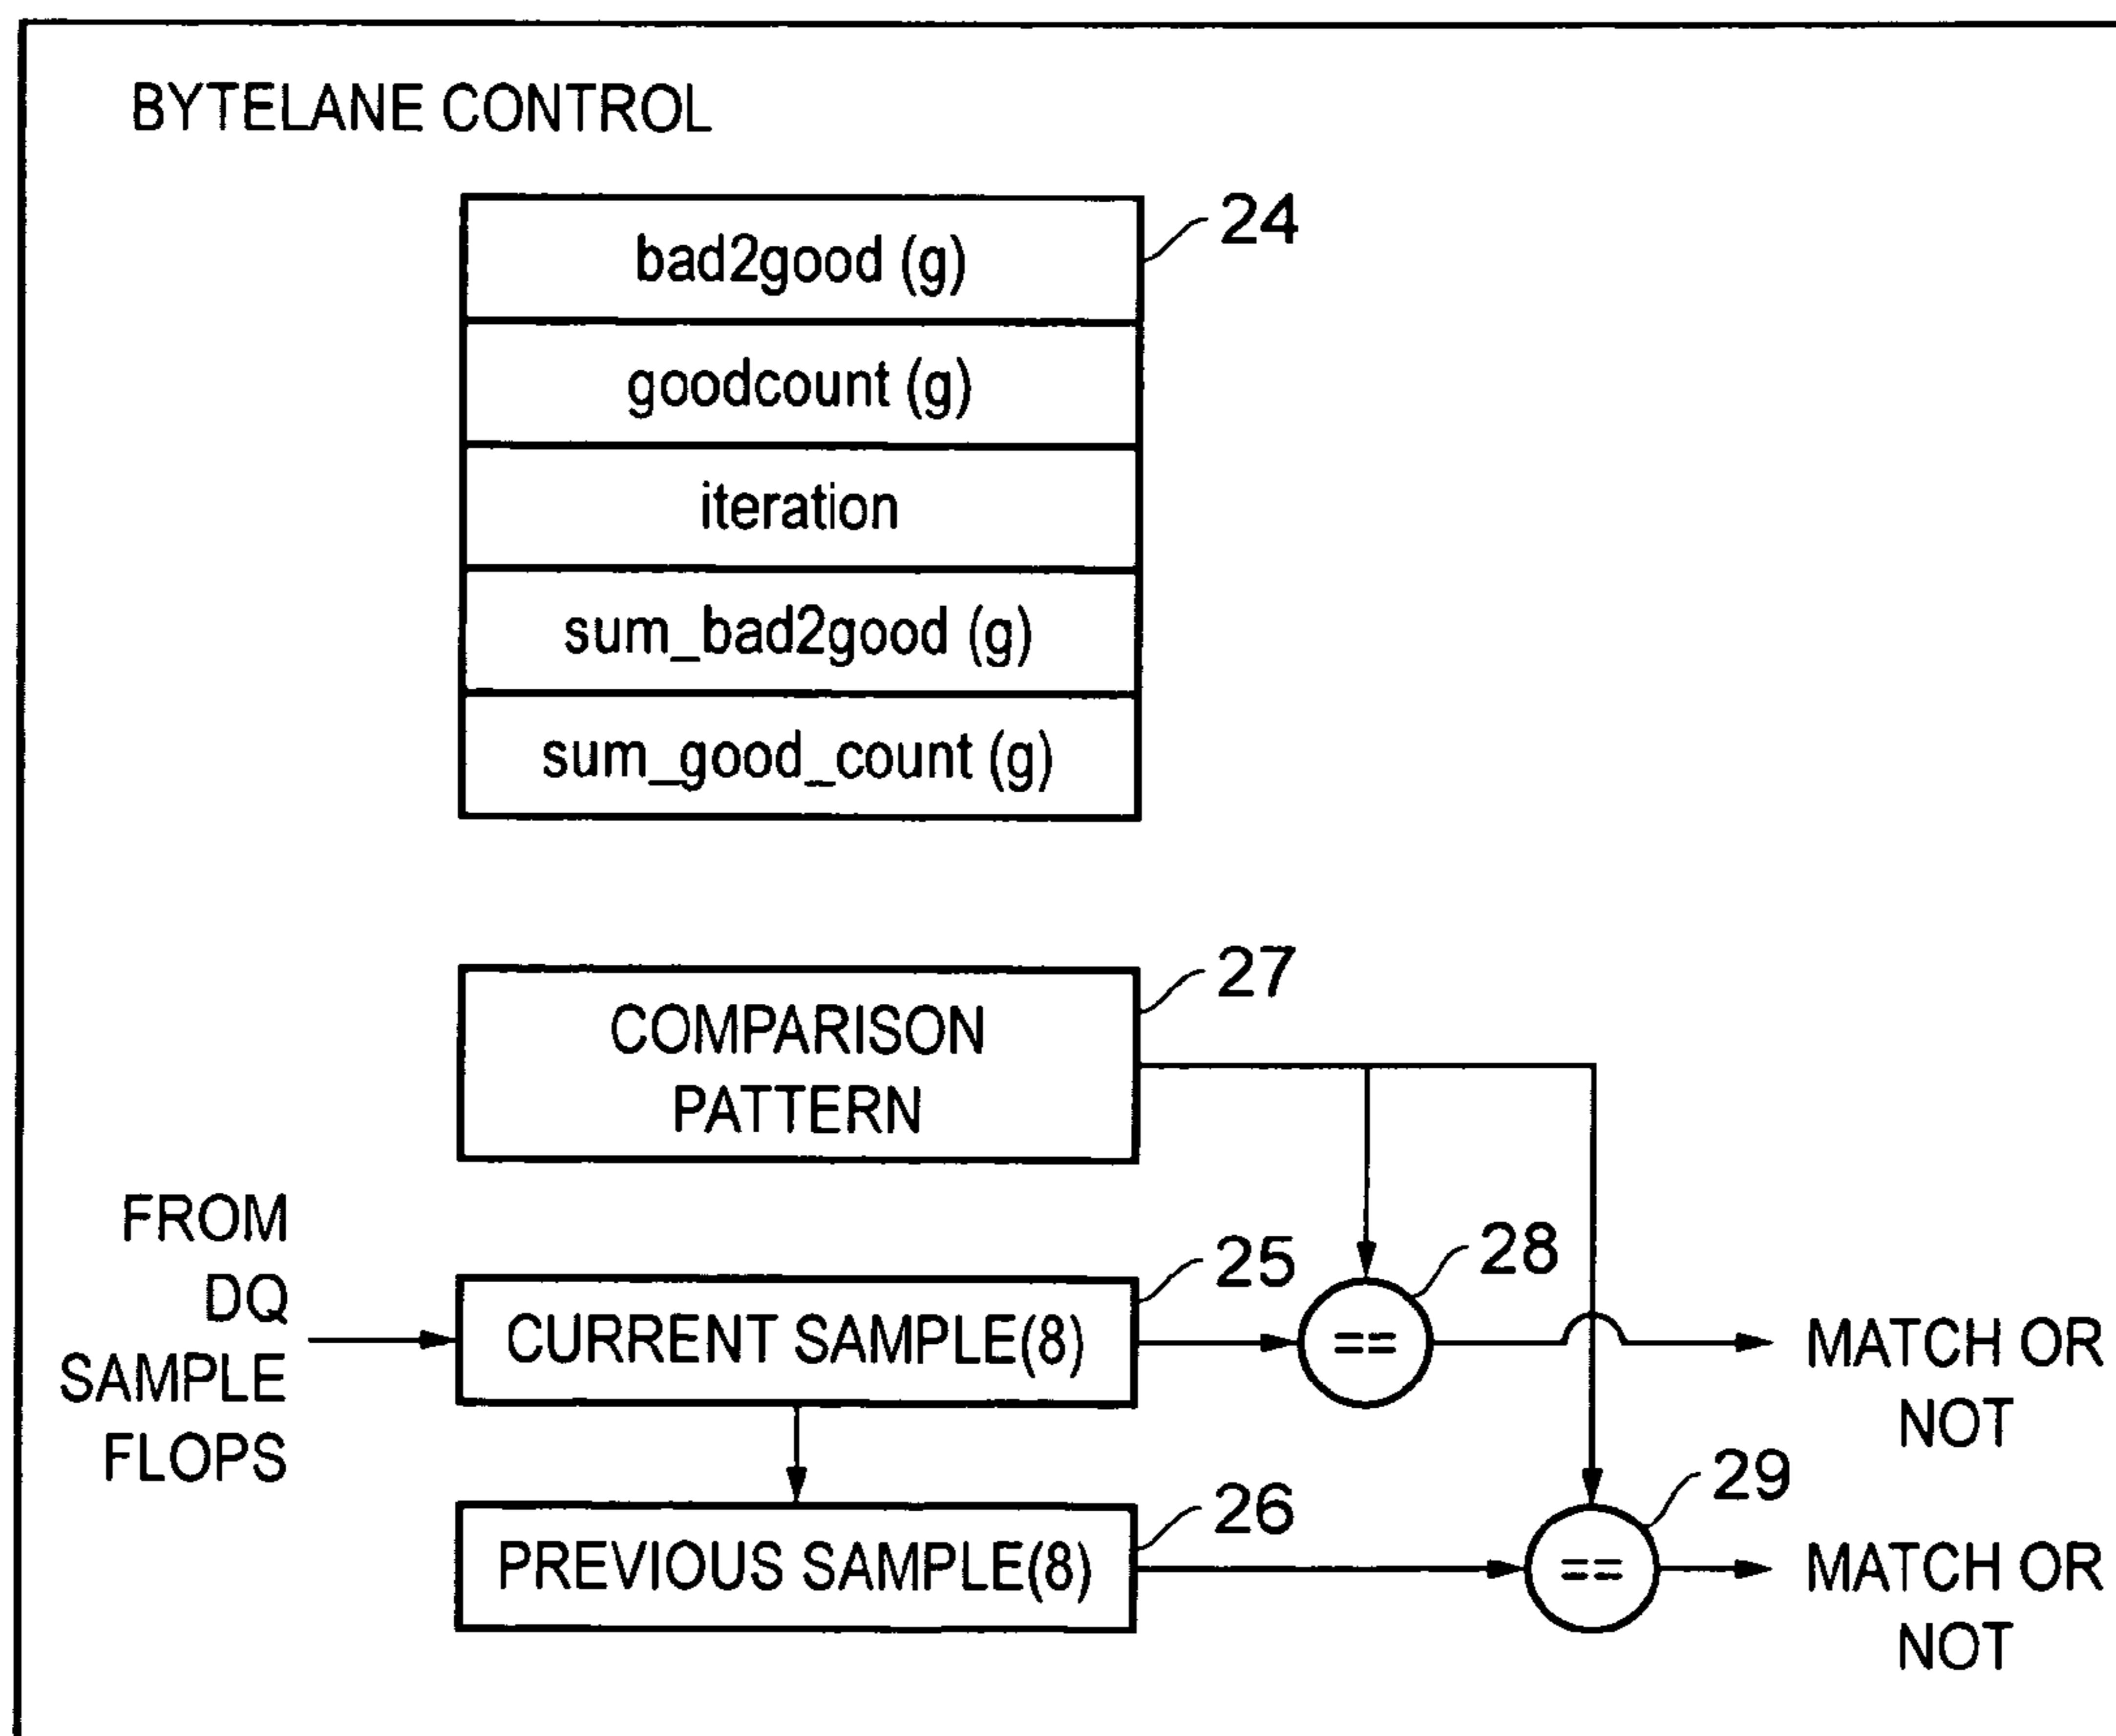 BYTELANE CONTROL
24
bad2good (g)
goodcount (g)
iteration
sum_bad2good (g)
sum_good_count (g)
27
COMPARISON
PATTERN
FROM
DQ
SAMPLE
FLOPS
25
CURRENT SAMPLE(8)
28
==
MATCH OR
NOT
26
PREVIOUS SAMPLE(8)
29
==
MATCH OR
NOT